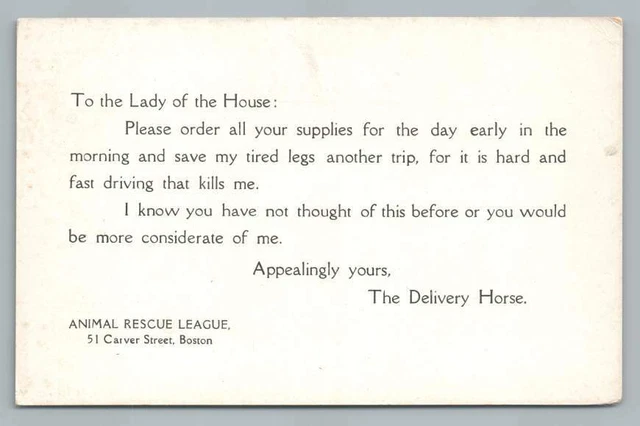 To the Lady of the House:
Please order all your supplies for the day early in the
morning and save my tired legs another trip, for it is hard and
fast driving that kills me.
I know you have not thought of this before or you would
be more considerate of me.
Appealingly yours,
The Delivery Horse.
ANIMAL RESCUE LEAGUE,
51 Carver Street, Boston